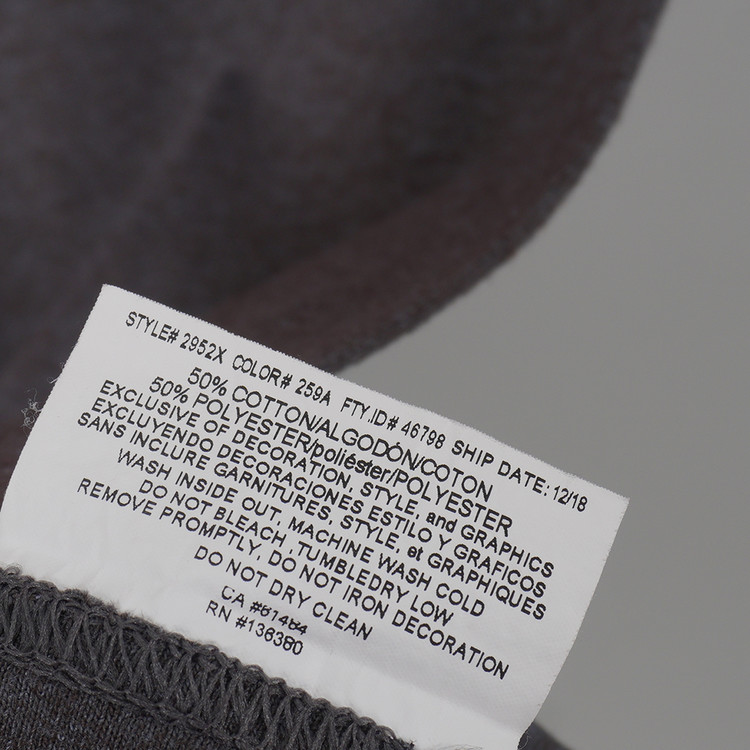 STYLE# 2952X COLOR# 259A FTY.ID# 46798 SHIP DATE: 12/18
50% COTTON/ALGODÓN/COTON
50% POLYESTER/poliéster/POLYESTER
EXCLUSIVE OF DECORATION, STYLE, and GRAPHICS
EXCLUYENDO DECORACIONES ESTILO Y GRAFICOS
SANS INCLURE GARNITURES, STYLE, et GRAPHIQUES
WASH INSIDE OUT, MACHINE WASH COLD
DO NOT BLEACH ,TUMBLEDRY LOW
REMOVE PROMPTLY, DO NOT IRON DECORATION
DO NOT DRY CLEAN
CA #61484
RN #136380